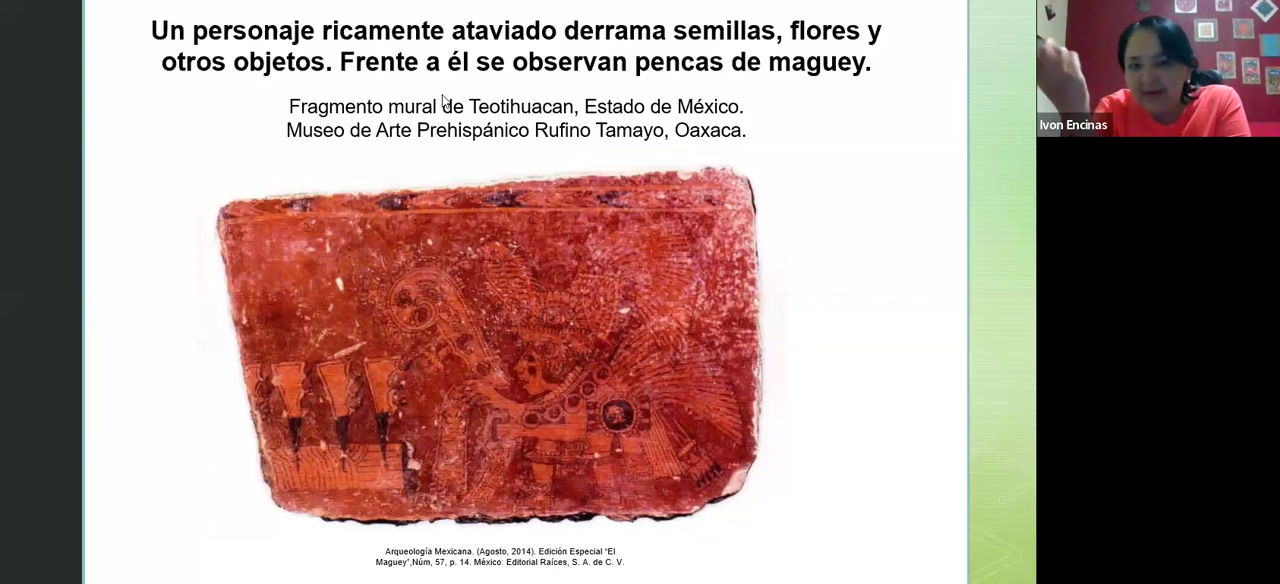 Un personaje ricamente ataviado derrama semillas, flores y
otros objetos. Frente a él se observan pencas de maguey.
Fragmento mural de Teotihuacan, Estado de México.
Museo de Arte Prehispánico Rufino Tamayo, Oaxaca.
Ivon Encinas
Arqueología Mexicana. (Agosto, 2014). Edición Especial "El
Maguey",Núm, 57, p. 14. México: Editorial Raíces, S. A. de C. V.